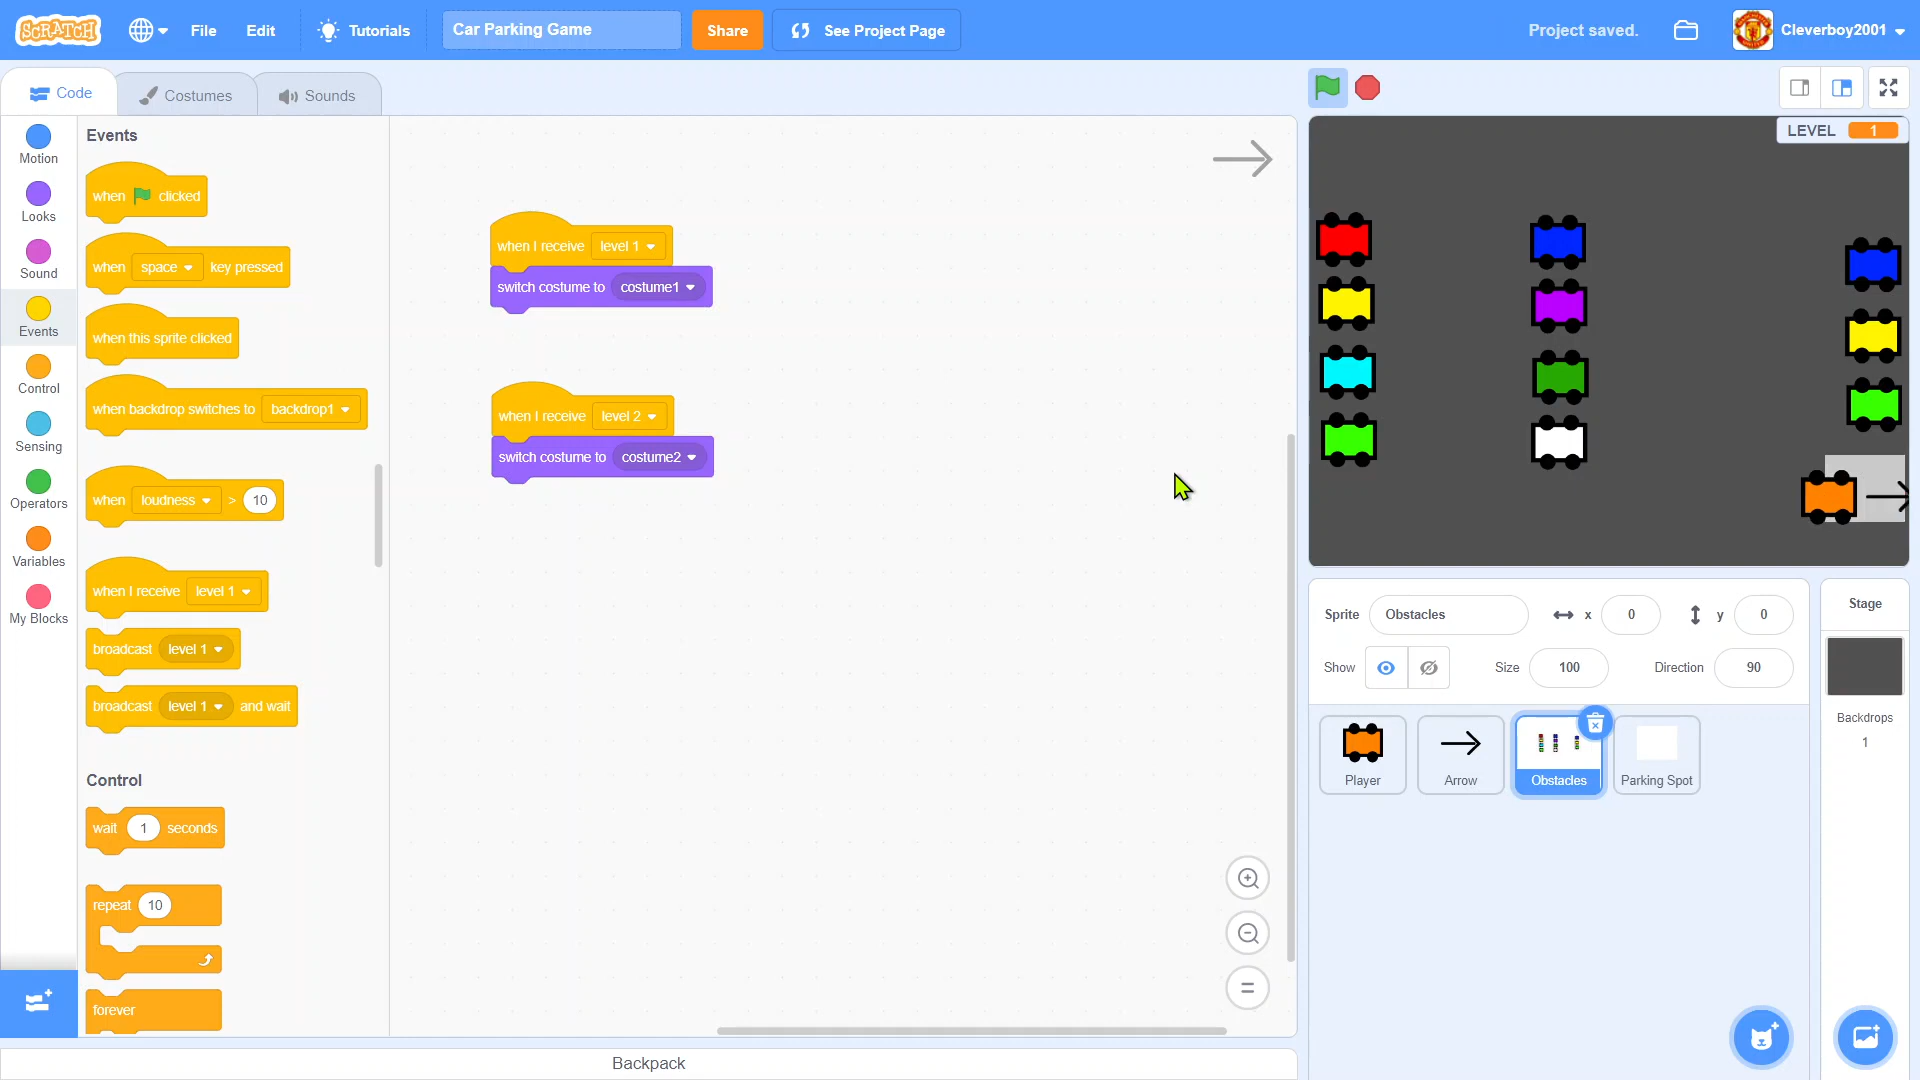 SCRATCH
File
Edit
Tutorials
Car Parking Game
Share
See Project Page
Project saved.
Cleverboy2001
Code
Costumes
Sounds
Motion
Looks
Sound
Events
Control
Sensing
Operators
Variables
My Blocks
Events
when clicked
when space key pressed
when this sprite clicked
when backdrop switches to backdrop1
when loudness > 10
when I receive level 1
broadcast level 1
broadcast level 1 and wait
Control
wait 1 seconds
repeat 10
forever
when I receive level 1
switch costume to costume1
when I receive level 2
switch costume to costume2
LEVEL 1
Sprite Obstacles x 0 y 0
Show Size 100 Direction 90
Player
Arrow
Obstacles
Parking Spot
Stage
Backdrops
1
Backpack